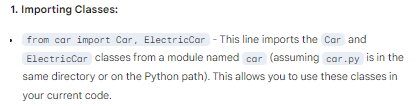 1. Importing Classes:
• from car import Car, ElectricCar - This line imports the Car and
ElectricCar classes from a module named car (assuming car.py is in the
same directory or on the Python path). This allows you to use these classes in
your current code.